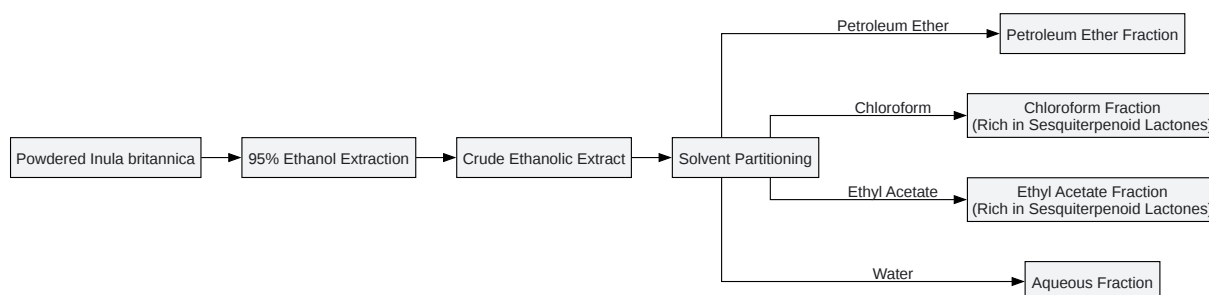 Petroleum Ether
Petroleum Ether Fraction
Chloroform
Chloroform Fraction
(Rich in Sesquiterpenoid Lactones)
Powdered Inula britannica
95% Ethanol Extraction
Crude Ethanolic Extract
Solvent Partitioning
Ethyl Acetate
Ethyl Acetate Fraction
(Rich in Sesquiterpenoid Lactones)
Water
Aqueous Fraction